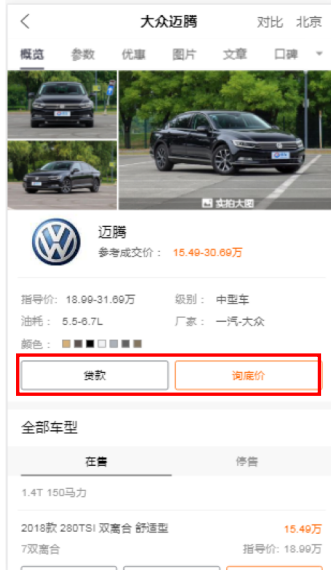 大众迈腾 对比 北京
概览 参数 优惠 图片 文章 口碑
实拍大图
迈腾
参考成交价： 15.49-30.69万
指导价: 18.99-31.69万 级别： 中型车
油耗： 5.5-6.7L 厂家： 一汽-大众
颜色：
贷款 询底价
全部车型
在售 停售
1.4T 150马力
2018款 280TSI 双离合 舒适型 15.49万
7双离合 指导价: 18.99万